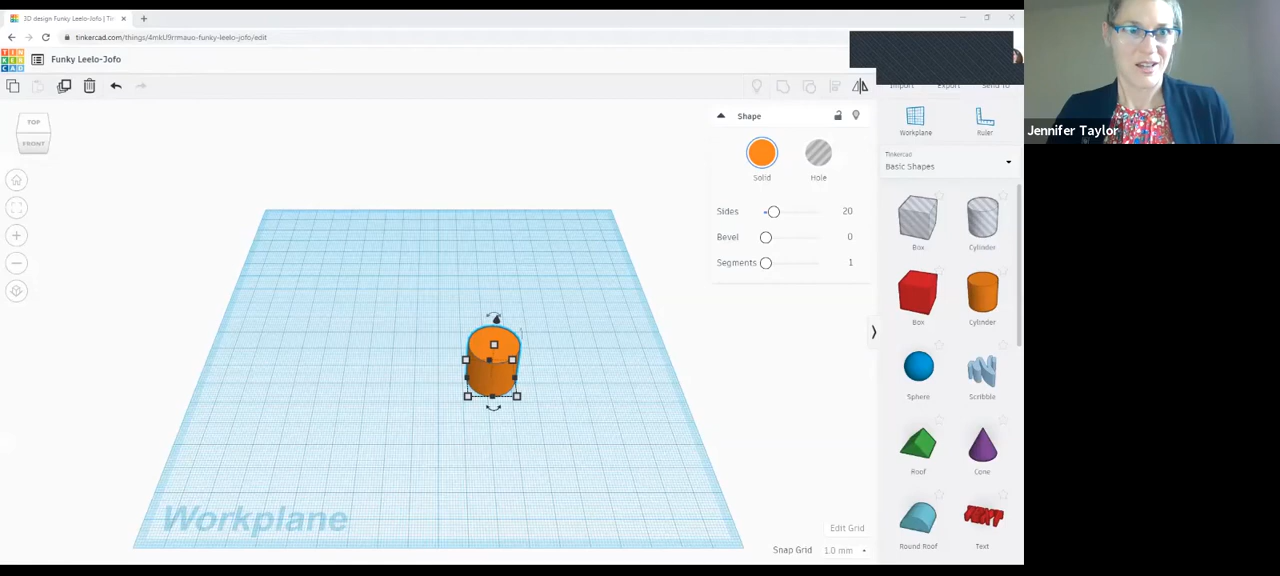 3D design Funky Leelo-Jofo | Tin
tinkercad.com/things/4mkU9rrmauo-funky-leelo-jofo/edit
TIN
KER
CAD
Funky Leelo-Jofo
Import
Export
Send To
Jennifer Taylor
TOP
FRONT
Shape
Solid
Hole
Sides
20
Bevel
0
Segments
1
Workplane
Ruler
Tinkercad
Basic Shapes
Box
Cylinder
Box
Cylinder
Sphere
Scribble
Roof
Cone
Round Roof
Text
TEXT
Workplane
Edit Grid
Snap Grid
1.0 mm